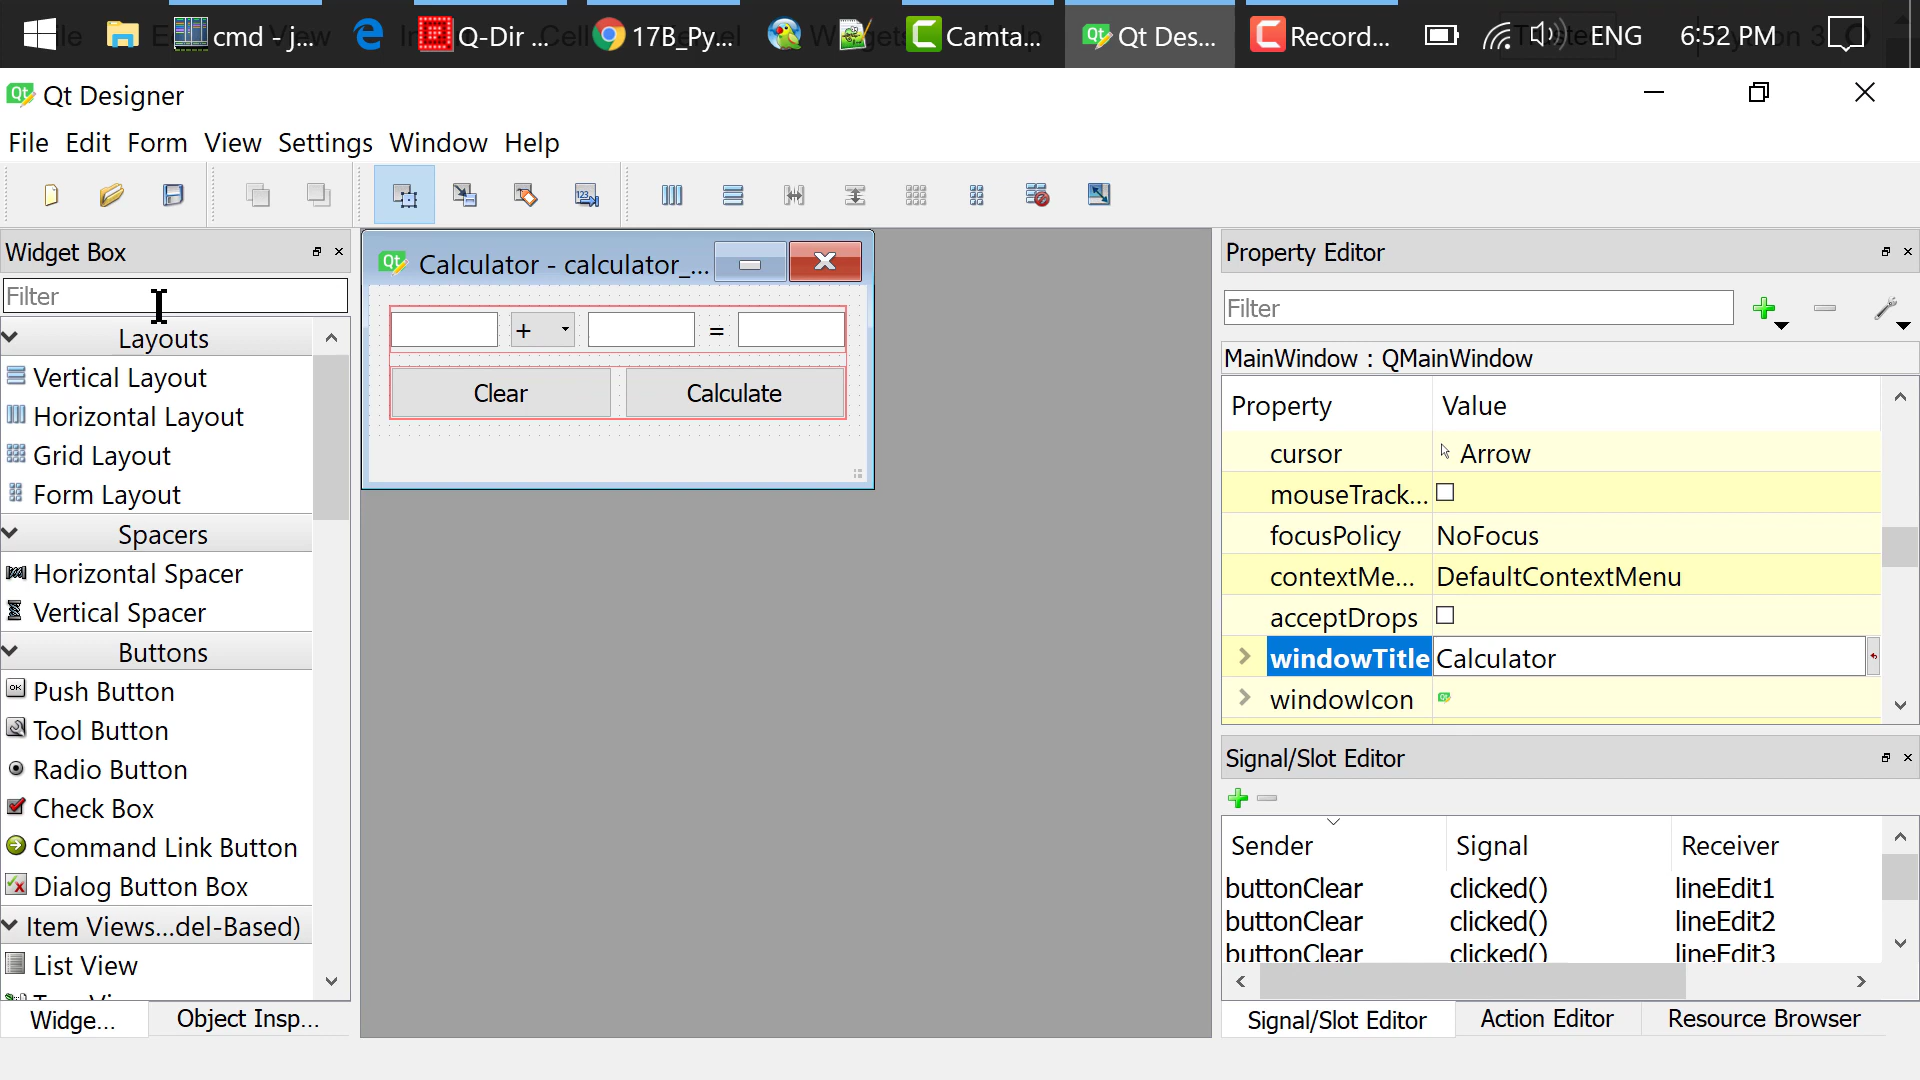 cmd - j...
Q-Dir ...
17B_Py...
Camta...
Qt Des...
Record...
ENG
6:52 PM
Qt Designer
File Edit Form View Settings Window Help
Widget Box
Filter
Layouts
Vertical Layout
Horizontal Layout
Grid Layout
Form Layout
Spacers
Horizontal Spacer
Vertical Spacer
Buttons
Push Button
Tool Button
Radio Button
Check Box
Command Link Button
Dialog Button Box
Item Views...del-Based)
List View
Widge...
Object Insp...
Calculator - calculator_...
+ =
Clear Calculate
Property Editor
Filter
MainWindow : QMainWindow
Property Value
cursor Arrow
mouseTrack...
focusPolicy NoFocus
contextMe... DefaultContextMenu
acceptDrops
windowTitle Calculator
windowIcon
Signal/Slot Editor
Sender Signal Receiver
buttonClear clicked() lineEdit1
buttonClear clicked() lineEdit2
buttonClear clicked() lineEdit3
Signal/Slot Editor Action Editor Resource Browser